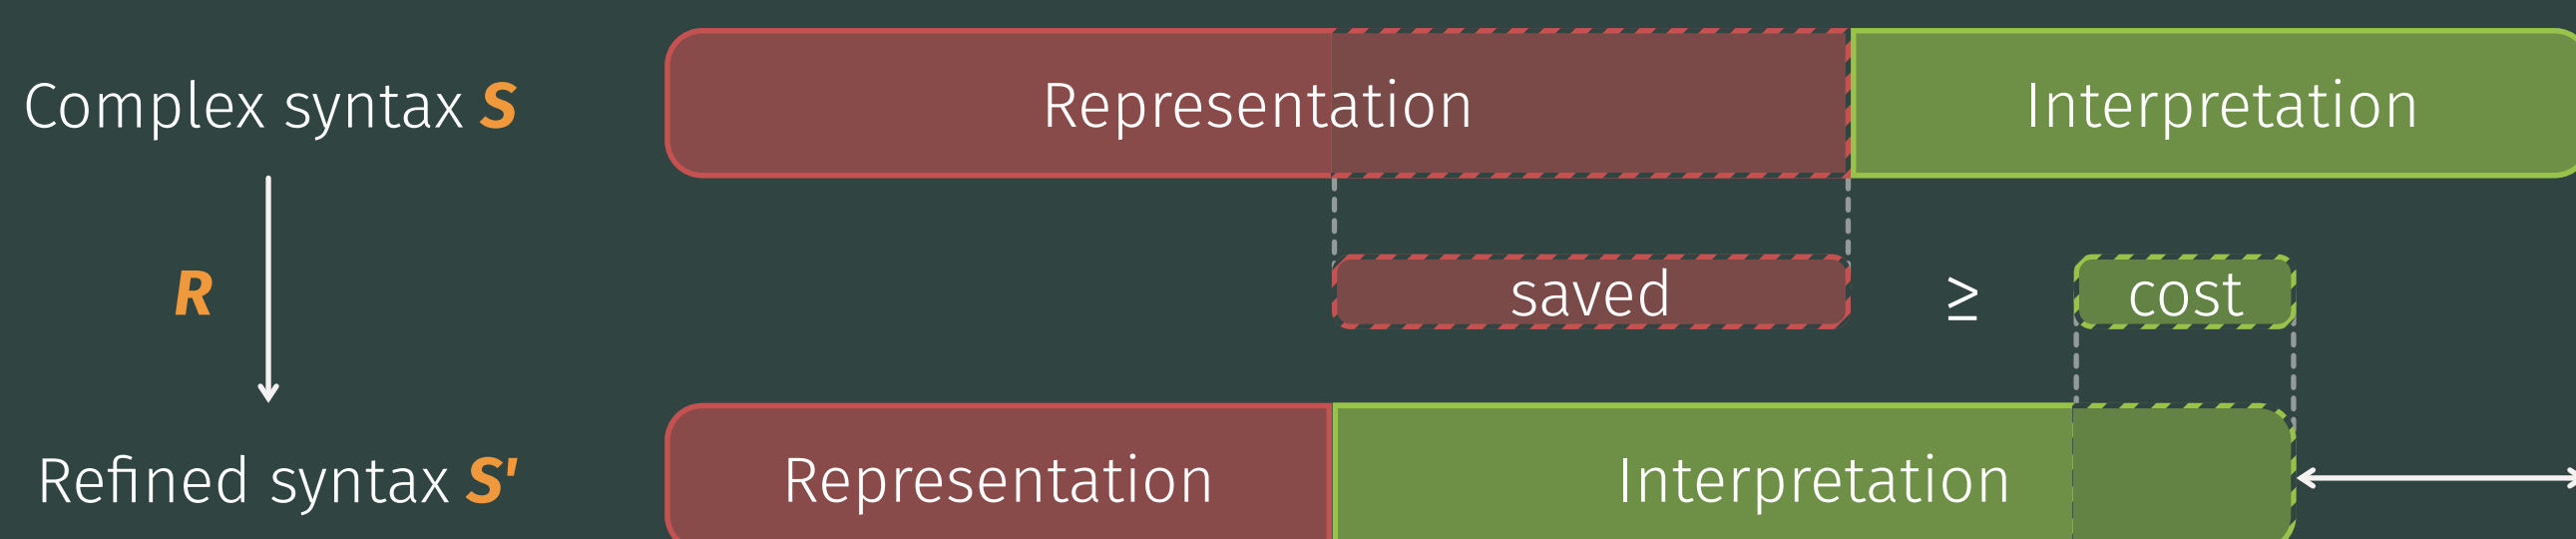 Complex syntax S
Representation
Interpretation
R
saved
≥
cost
Refined syntax S'
Representation
Interpretation